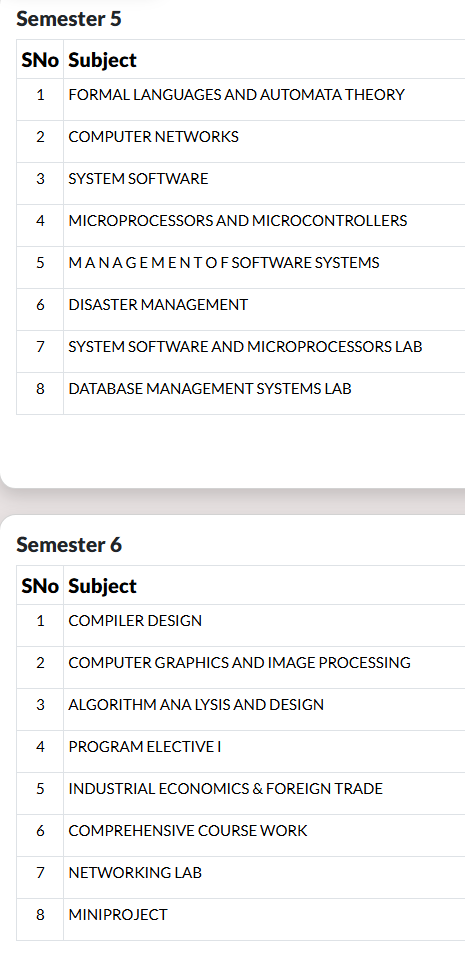 Semester 5
SNo Subject
1 FORMAL LANGUAGES AND AUTOMATA THEORY
2 COMPUTER NETWORKS
3 SYSTEM SOFTWARE
4 MICROPROCESSORS AND MICROCONTROLLERS
5 M A N A G E M E N T O F SOFTWARE SYSTEMS
6 DISASTER MANAGEMENT
7 SYSTEM SOFTWARE AND MICROPROCESSORS LAB
8 DATABASE MANAGEMENT SYSTEMS LAB
Semester 6
SNo Subject
1 COMPILER DESIGN
2 COMPUTER GRAPHICS AND IMAGE PROCESSING
3 ALGORITHM ANA LYSIS AND DESIGN
4 PROGRAM ELECTIVE I
5 INDUSTRIAL ECONOMICS & FOREIGN TRADE
6 COMPREHENSIVE COURSE WORK
7 NETWORKING LAB
8 MINIPROJECT